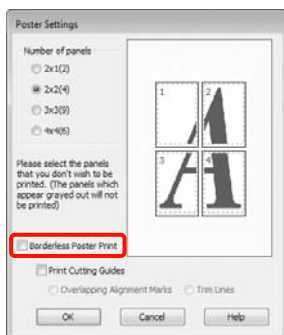 Poster Settings
Number of panels
2x1(2)
2x2(4)
3x3(9)
4x4(6)
Please select the panels
that you don't wish to be
printed. (The panels which
appear grayed out will not
be printed)
Borderless Poster Print
Print Cutting Guides
Overlapping Alignment Marks
Trim Lines
OK
Cancel
Help
1
2
3
4
A